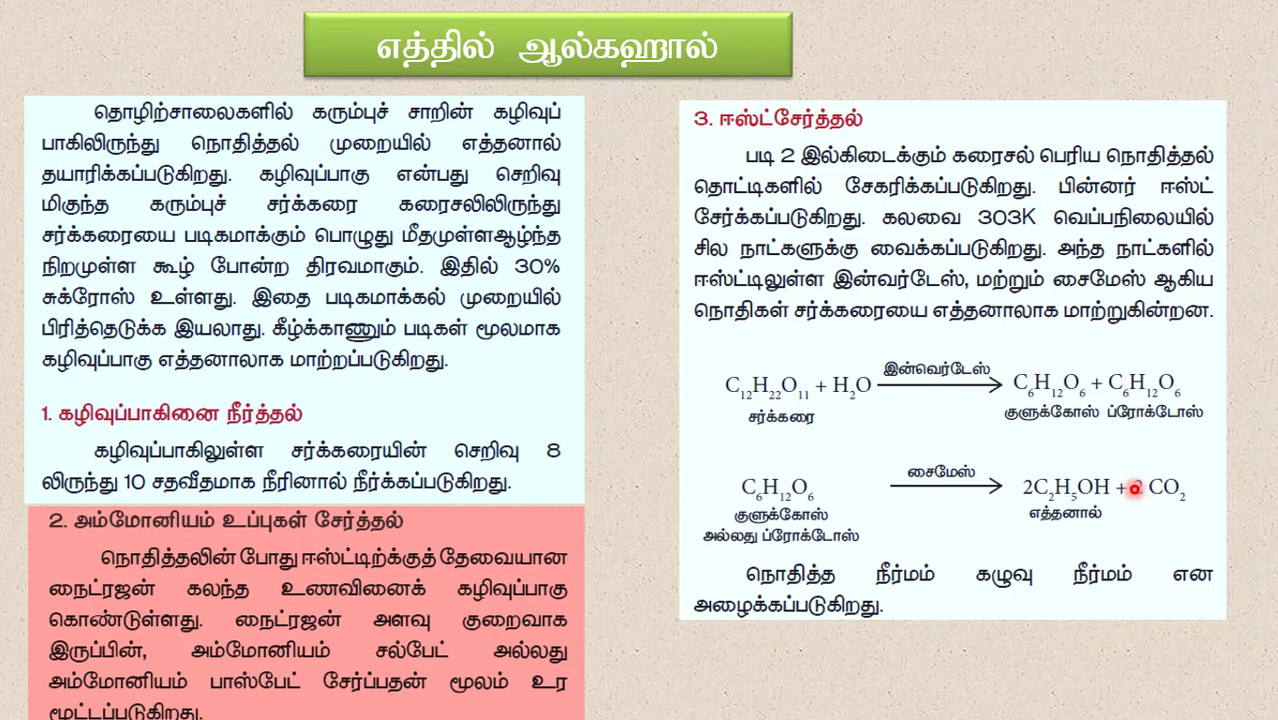 எத்தில் ஆல்கஹால்
தொழிற்சாலைகளில் கரும்புச் சாறின் கழிவுப்
பாகிலிருந்து நொதித்தல் முறையில் எத்தனால்
தயாரிக்கப்படுகிறது. கழிவுப்பாகு என்பது செறிவு
மிகுந்த கரும்புச் சர்க்கரை கரைசலிலிருந்து
சர்க்கரையை படிகமாக்கும் பொழுது மீதமுள்ளஆழ்ந்த
நிறமுள்ள கூழ் போன்ற திரவமாகும். இதில் 30%
சுக்ரோஸ் உள்ளது. இதை படிகமாக்கல் முறையில்
பிரித்தெடுக்க இயலாது. கீழ்க்காணும் படிகள் மூலமாக
கழிவுப்பாகு எத்தனாலாக மாற்றப்படுகிறது.
1. கழிவுப்பாகினை நீர்த்தல்
கழிவுப்பாகிலுள்ள சர்க்கரையின் செறிவு 8
லிருந்து 10 சதவீதமாக நீரினால் நீர்க்கப்படுகிறது.
2. அம்மோனியம் உப்புகள் சேர்த்தல்
நொதித்தலின் போது ஈஸ்ட்டிற்க்குத் தேவையான
நைட்ரஜன் கலந்த உணவினைக் கழிவுப்பாகு
கொண்டுள்ளது. நைட்ரஜன் அளவு குறைவாக
இருப்பின், அம்மோனியம் சல்பேட் அல்லது
அம்மோனியம் பாஸ்பேட் சேர்ப்பதன் மூலம் உர
மூட்டப்படுகிறது.
3. ஈஸ்ட்சேர்த்தல்
படி 2 இல்கிடைக்கும் கரைசல் பெரிய நொதித்தல்
தொட்டிகளில் சேகரிக்கப்படுகிறது. பின்னர் ஈஸ்ட்
சேர்க்கப்படுகிறது. கலவை 303K வெப்பநிலையில்
சில நாட்களுக்கு வைக்கப்படுகிறது. அந்த நாட்களில்
ஈஸ்ட்டிலுள்ள இன்வர்டேஸ், மற்றும் சைமேஸ் ஆகிய
நொதிகள் சர்க்கரையை எத்தனாலாக மாற்றுகின்றன.
இன்வெர்டேஸ்
C₁₂H₂₂O₁₁ + H₂O ⟶ C₆H₁₂O₆ + C₆H₁₂O₆
சர்க்கரை குளுக்கோஸ் ப்ரோக்டோஸ்
சைமேஸ்
C₆H₁₂O₆ ⟶ 2C₂H₅OH + 2 CO₂
குளுக்கோஸ் எத்தனால்
அல்லது ப்ரோக்டோஸ்
நொதித்த நீர்மம் கழுவு நீர்மம் என
அழைக்கப்படுகிறது.